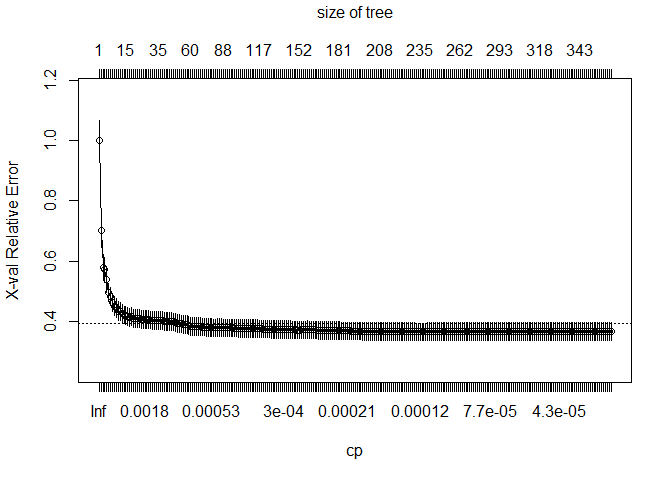 size of tree
1 15 35 60 88 117 152 181 208 235 262 293 318 343
X-val Relative Error
1.2
1.0
0.8
0.6
0.4
Inf 0.0018 0.00053 3e-04 0.00021 0.00012 7.7e-05 4.3e-05
cp